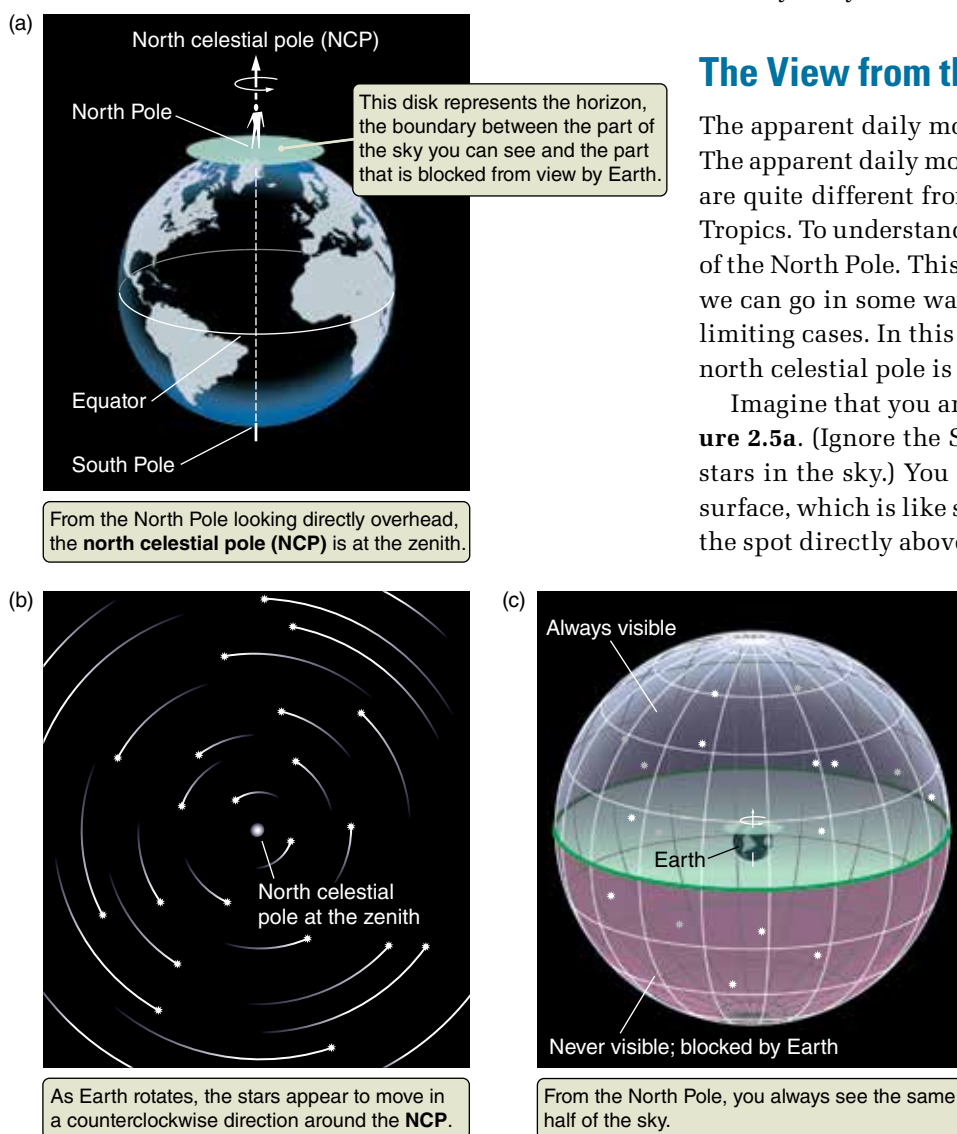 (a)
North celestial pole (NCP)
North Pole
This disk represents the horizon,
the boundary between the part of
the sky you can see and the part
that is blocked from view by Earth.
Equator
South Pole
From the North Pole looking directly overhead,
the north celestial pole (NCP) is at the zenith.
The View from th
The apparent daily mo
The apparent daily mo
are quite different from
Tropics. To understand
of the North Pole. This
we can go in some wa
limiting cases. In this
north celestial pole is
Imagine that you ar
ure 2.5a. (Ignore the S
stars in the sky.) You
surface, which is like s
the spot directly above
(b)
North celestial
pole at the zenith
As Earth rotates, the stars appear to move in
a counterclockwise direction around the NCP.
(c)
Always visible
Earth
Never visible; blocked by Earth
From the North Pole, you always see the same
half of the sky.